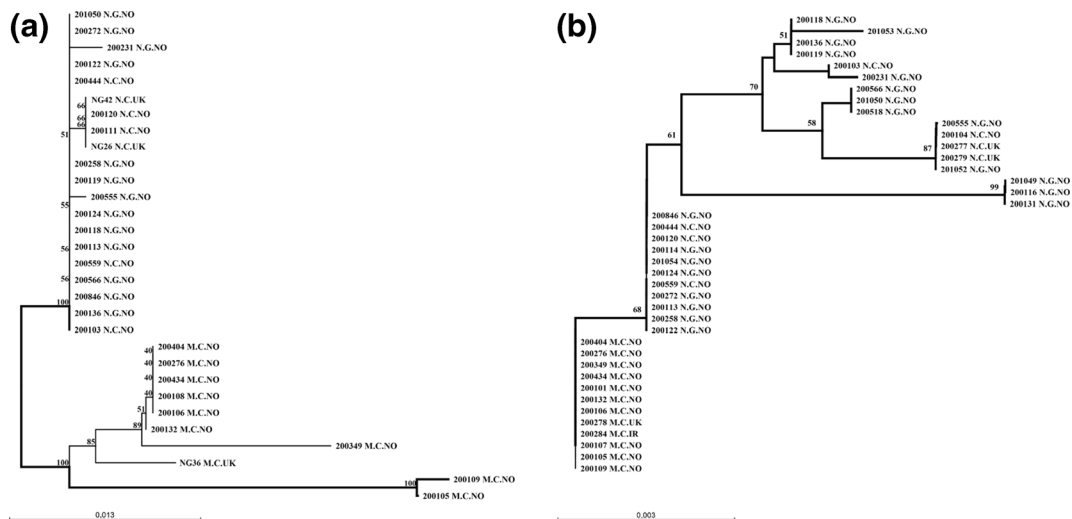 (a)
201050 N.G.NO
200272 N.G.NO
200231 N.G.NO
200122 N.G.NO
200444 N.C.NO
NG42 N.C.UK
66
200120 N.C.NO
66
66
200111 N.C.NO
51
NG26 N.C.UK
200258 N.G.NO
200119 N.G.NO
200555 N.G.NO
55
200124 N.G.NO
200118 N.G.NO
200113 N.G.NO
56
200559 N.C.NO
56
200566 N.G.NO
200846 N.G.NO
100
200136 N.G.NO
200103 N.C.NO
200404 M.C.NO
40
200276 M.C.NO
40
200434 M.C.NO
40
200108 M.C.NO
40
200106 M.C.NO
51
200132 M.C.NO
89
200349 M.C.NO
85
NG36 M.C.UK
100
200109 M.C.NO
100
200105 M.C.NO
0.013
(b)
200118 N.G.NO
201053 N.G.NO
51
200136 N.G.NO
200119 N.G.NO
200103 N.C.NO
200231 N.G.NO
70
200566 N.G.NO
201050 N.G.NO
200518 N.G.NO
58
200555 N.G.NO
200104 N.C.NO
61
200277 N.C.UK
87
200279 N.C.UK
201052 N.G.NO
201049 N.G.NO
99
200116 N.G.NO
200131 N.G.NO
200846 N.G.NO
200444 N.C.NO
200120 N.C.NO
200114 N.G.NO
201054 N.G.NO
200124 N.G.NO
200559 N.C.NO
200272 N.G.NO
200113 N.G.NO
68
200258 N.G.NO
200122 N.G.NO
200404 M.C.NO
200276 M.C.NO
200349 M.C.NO
200434 M.C.NO
200101 M.C.NO
200132 M.C.NO
200106 M.C.NO
200278 M.C.UK
200284 M.C.IR
200107 M.C.NO
200105 M.C.NO
200109 M.C.NO
0.003